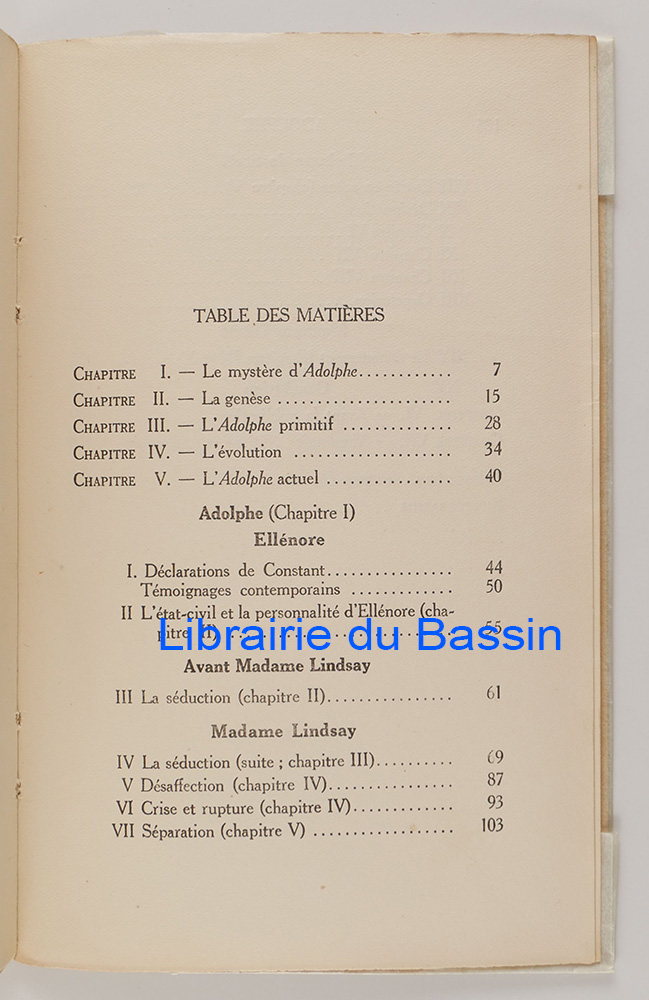 TABLE DES MATIÈRES
CHAPITRE I. — Le mystère d'Adolphe............ 7
CHAPITRE II. — La genèse ...................... 15
CHAPITRE III. — L'Adolphe primitif .............. 28
CHAPITRE IV. — L'évolution .................... 34
CHAPITRE V. — L'Adolphe actuel ................ 40
Adolphe (Chapitre I)
Ellénore
I. Déclarations de Constant................ 44
Témoignages contemporains ............. 50
II L'état-civil et la personnalité d'Ellénore (cha-
pitre II) ............................ 55
Librairie du Bassin
Avant Madame Lindsay
III La séduction (chapitre II)................ 61
Madame Lindsay
IV La séduction (suite ; chapitre III).......... 69
V Désaffection (chapitre IV)................ 87
VI Crise et rupture (chapitre IV)............. 93
VII Séparation (chapitre V) .................. 103